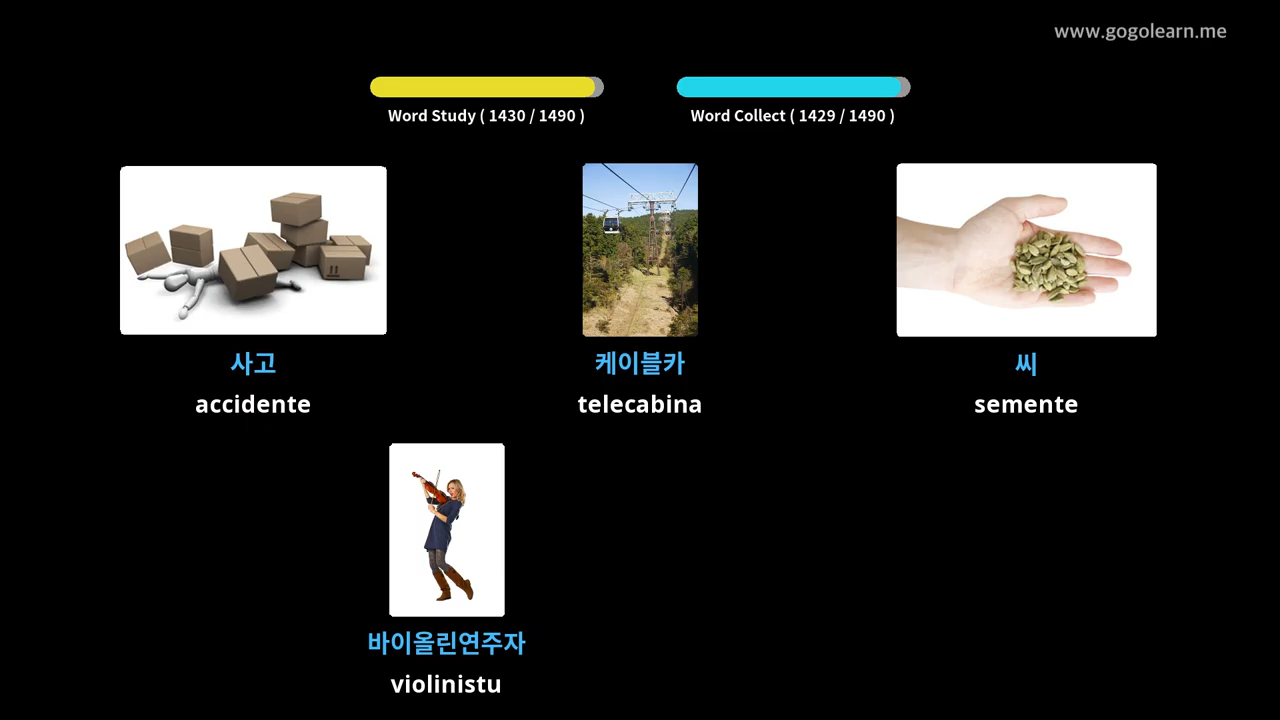 www.gogolearn.me
Word Study ( 1430 / 1490 )
Word Collect ( 1429 / 1490 )
사고
accidente
케이블카
telecabina
씨
semente
바이올린연주자
violinistu